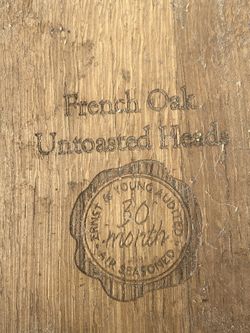 French Oak
Untoasted Heads
ERNST & YOUNG AUDITED
30
month
AIR SEASONED